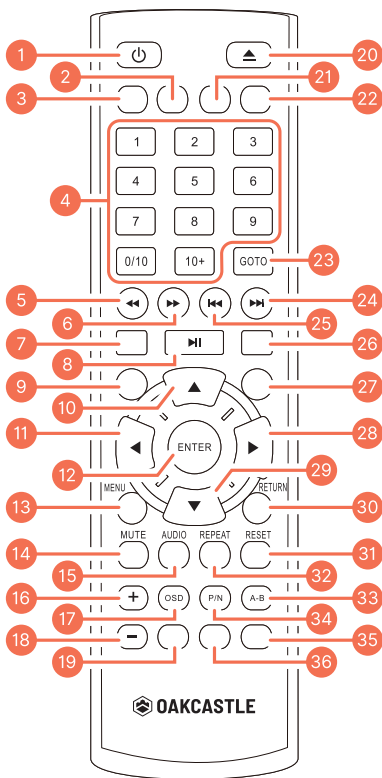 1 20
2 21
3 22
1 2 3
4 5 6
4
7 8 9
0/10 10+ GOTO 23
5 24
6 25
7 26
8
9 27
10
11 28
12 ENTER
29
MENU RETURN
13 30
MUTE AUDIO REPEAT RESET
14 31
15 32
16 + OSD P/N A-B 33
17 34
18 − 35
19 36
OAKCASTLE